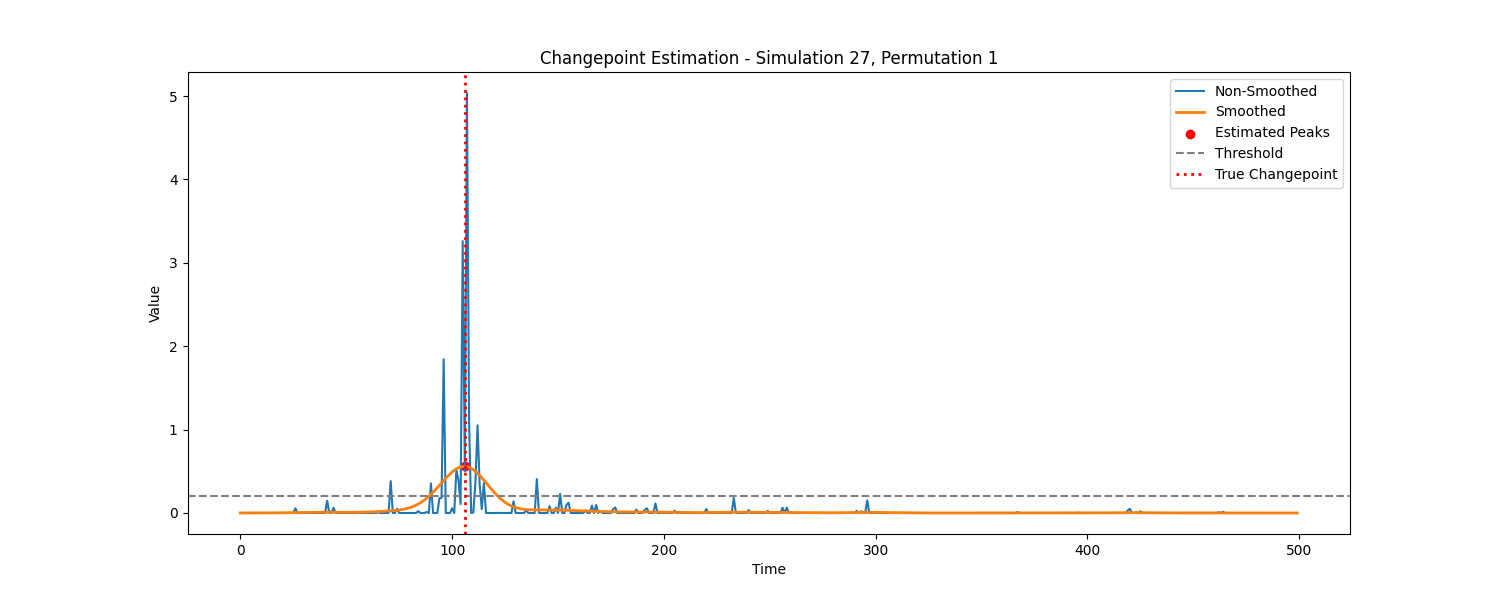 Changepoint Estimation - Simulation 27, Permutation 1
Non-Smoothed
Smoothed
Estimated Peaks
Threshold
True Changepoint
5
4
3
2
1
0
Value
0 100 200 300 400 500
Time